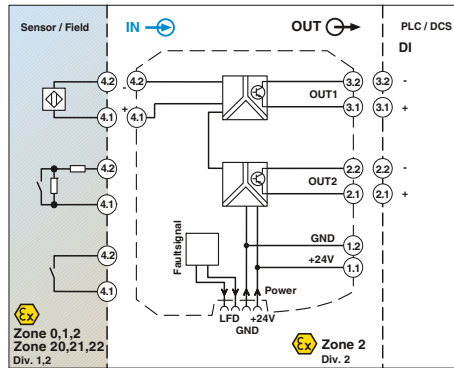 Sensor / Field
IN
OUT
PLC / DCS
DI
4.2
-
4.2
3.2
3.2
-
OUT1
4.1
+
4.1
3.1
3.1
+
4.2
2.2
2.2
-
OUT2
4.1
2.1
2.1
+
Faultsignal
GND
1.2
4.2
+24V
1.1
4.1
Power
LFD
+24V
GND
Ex
Zone 0,1,2
Zone 20,21,22
Div. 1,2
Ex
Zone 2
Div. 2